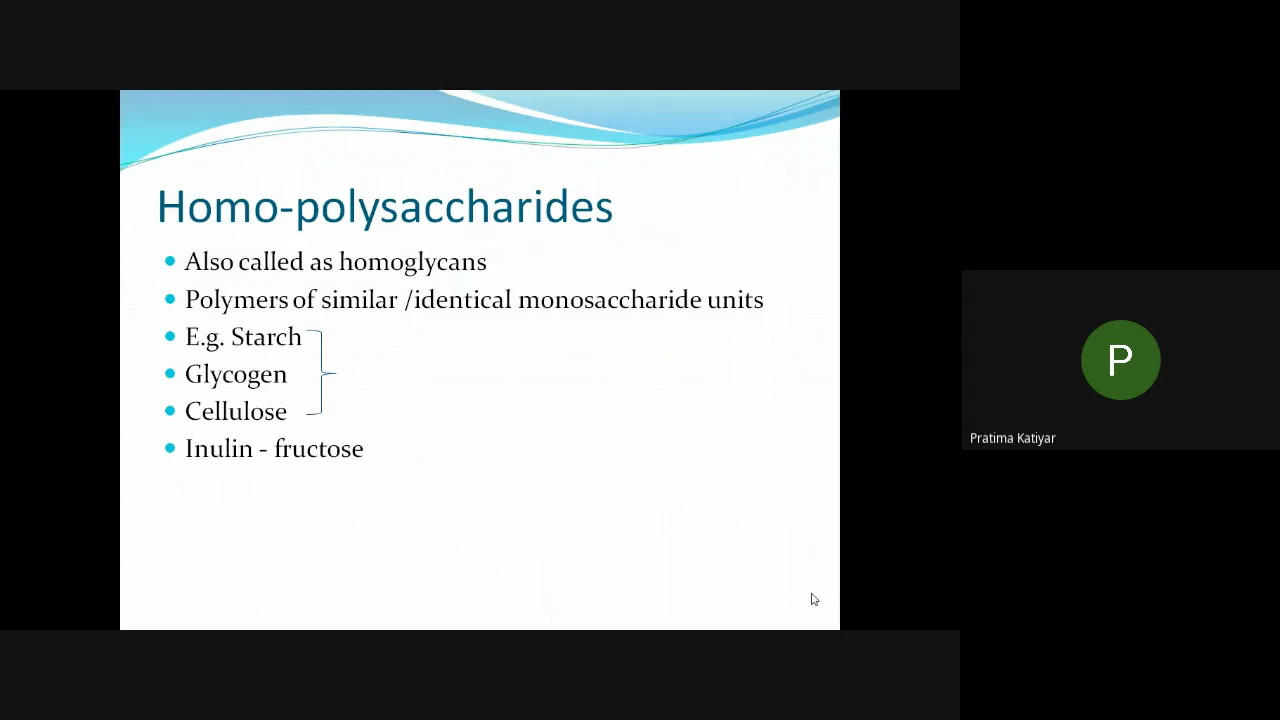 Homo-polysaccharides
Also called as homoglycans
Polymers of similar /identical monosaccharide units
E.g. Starch
Glycogen
Cellulose
Inulin - fructose
P
Pratima Katiyar